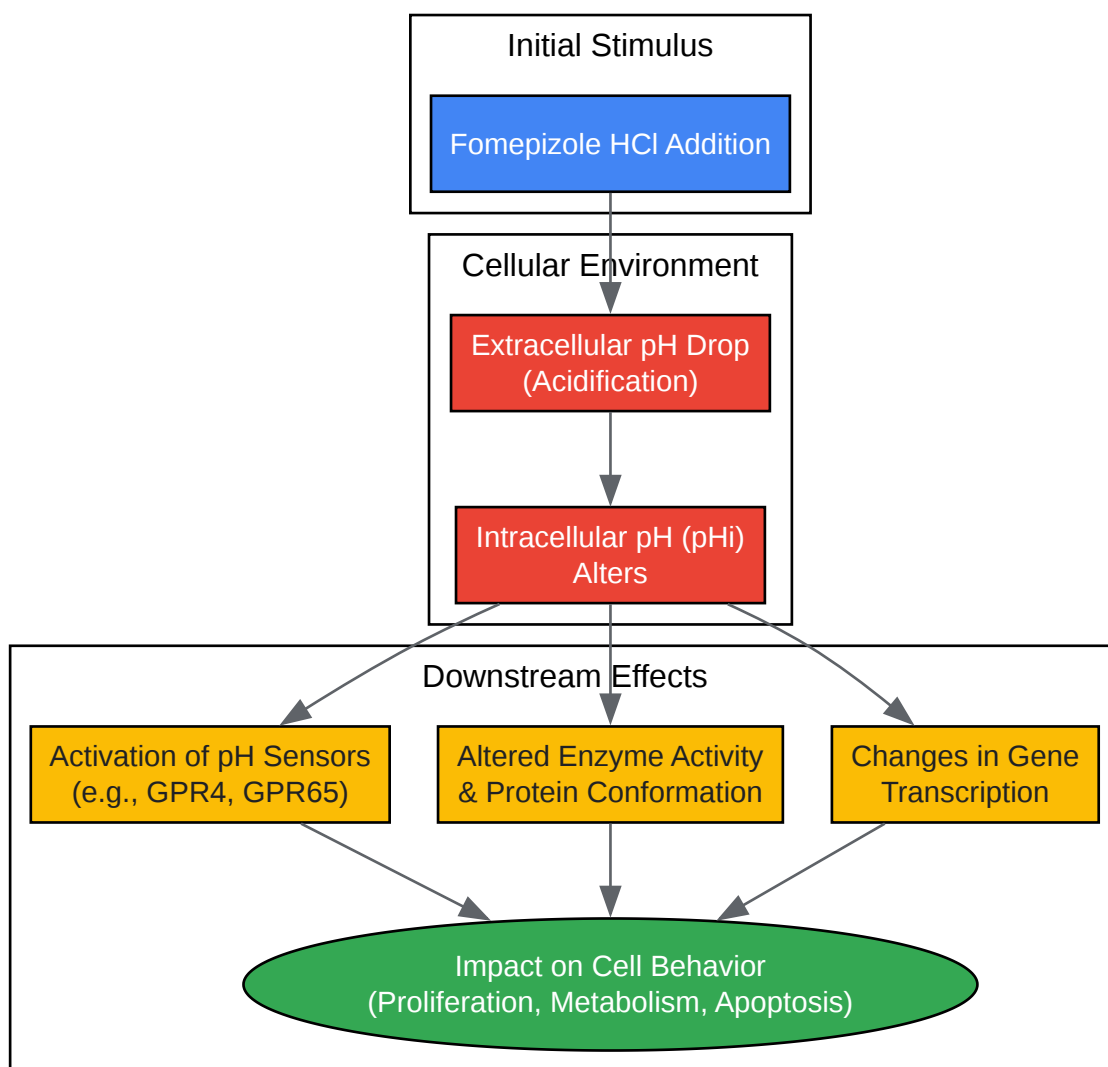 Initial Stimulus
Fomepizole HCl Addition
Cellular Environment
Extracellular pH Drop
(Acidification)
Intracellular pH (pHi)
Alters
Downstream Effects
Activation of pH Sensors
(e.g., GPR4, GPR65)
Altered Enzyme Activity
& Protein Conformation
Changes in Gene
Transcription
Impact on Cell Behavior
(Proliferation, Metabolism, Apoptosis)